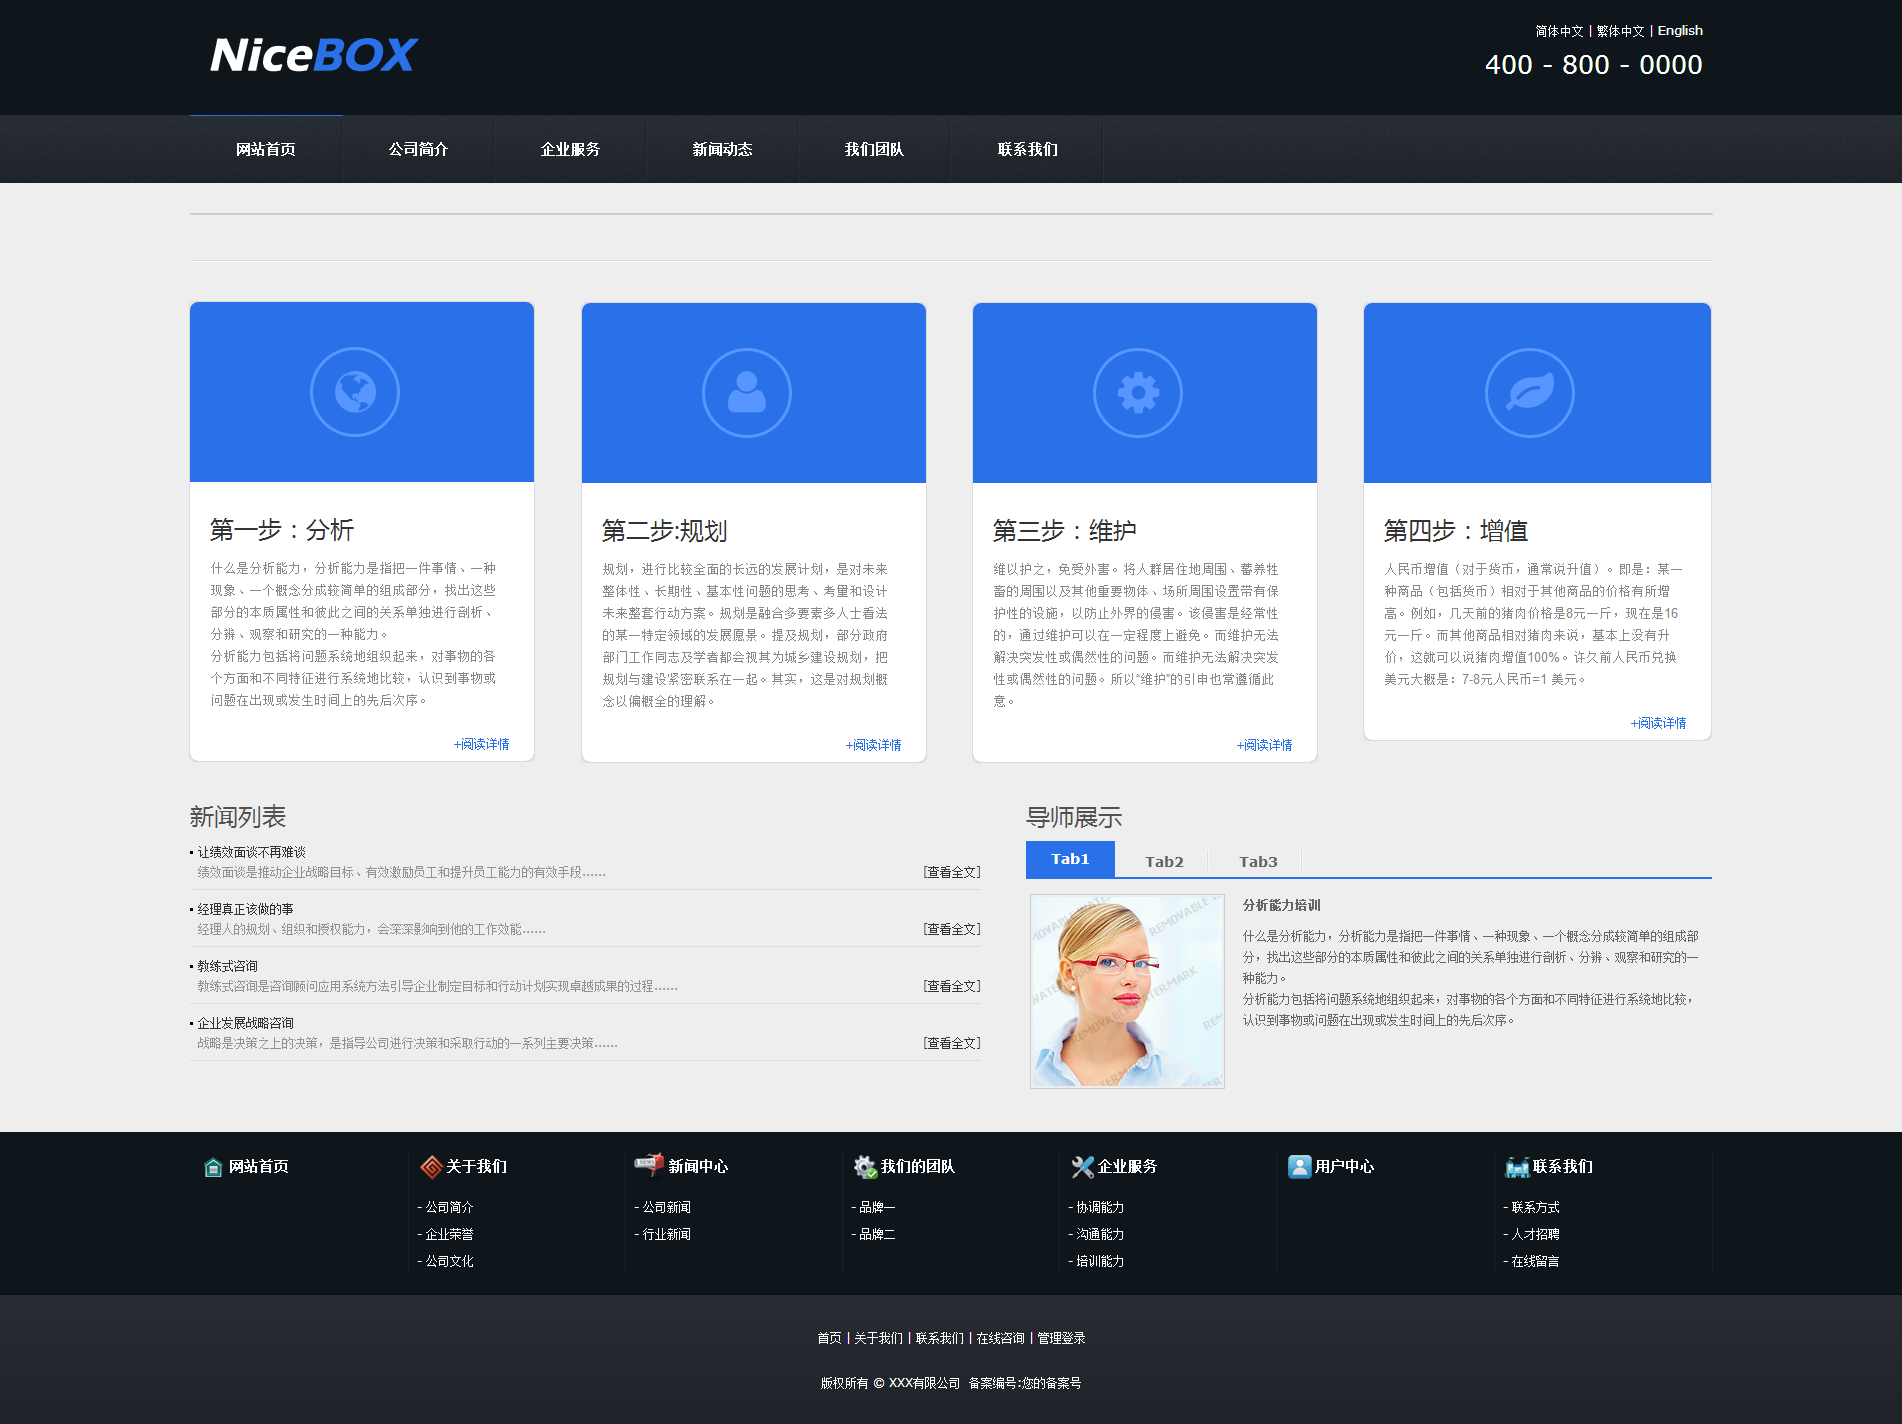 NiceBOX
简体中文 | 繁体中文 | English
400 - 800 - 0000
网站首页
公司简介
企业服务
新闻动态
我们团队
联系我们
第一步：分析
什么是分析能力，分析能力是指把一件事情、一种
现象、一个概念分成较简单的组成部分，找出这些
部分的本质属性和彼此之间的关系单独进行剖析、
分辨、观察和研究的一种能力。
分析能力包括将问题系统地组织起来，对事物的各
个方面和不同特征进行系统地比较，认识到事物或
问题在出现或发生时间上的先后次序。
+阅读详情
第二步:规划
规划，进行比较全面的长远的发展计划，是对未来
整体性、长期性、基本性问题的思考、考量和设计
未来整套行动方案。规划是融合多要素多人士看法
的某一特定领域的发展愿景。提及规划，部分政府
部门工作同志及学者都会视其为城乡建设规划，把
规划与建设紧密联系在一起。其实，这是对规划概
念以偏概全的理解。
+阅读详情
第三步：维护
维以护之，免受外害。将人群居住地周围、蓄养牲
畜的周围以及其他重要物体、场所周围设置带有保
护性的设施，以防止外界的侵害。该侵害是经常性
的，通过维护可以在一定程度上避免。而维护无法
解决突发性或偶然性的问题。而维护无法解决突发
性或偶然性的问题。所以“维护”的引申也常遵循此
意。
+阅读详情
第四步：增值
人民币增值（对于货币，通常说升值）。即是：某一
种商品（包括货币）相对于其他商品的价格有所增
高。例如，几天前的猪肉价格是8元一斤，现在是16
元一斤。而其他商品相对猪肉来说，基本上没有升
价，这就可以说猪肉增值100%。许久前人民币兑换
美元大概是：7-8元人民币=1 美元。
+阅读详情
新闻列表
让绩效面谈不再难谈
绩效面谈是推动企业战略目标、有效激励员工和提升员工能力的有效手段......
[查看全文]
经理真正该做的事
经理人的规划、组织和授权能力，会深深影响到他的工作效能......
[查看全文]
教练式咨询
教练式咨询是咨询顾问应用系统方法引导企业制定目标和行动计划实现卓越成果的过程......
[查看全文]
企业发展战略咨询
战略是决策之上的决策，是指导公司进行决策和采取行动的一系列主要决策......
[查看全文]
导师展示
Tab1
Tab2
Tab3
分析能力培训
什么是分析能力，分析能力是指把一件事情、一种现象、一个概念分成较简单的组成部
分，找出这些部分的本质属性和彼此之间的关系单独进行剖析、分辨、观察和研究的一
种能力。
分析能力包括将问题系统地组织起来，对事物的各个方面和不同特征进行系统地比较，
认识到事物或问题在出现或发生时间上的先后次序。
网站首页
关于我们
- 公司简介
- 企业荣誉
- 公司文化
新闻中心
- 公司新闻
- 行业新闻
我们的团队
- 品牌一
- 品牌二
企业服务
- 协调能力
- 沟通能力
- 培训能力
用户中心
联系我们
- 联系方式
- 人才招聘
- 在线留言
首页 | 关于我们 | 联系我们 | 在线咨询 | 管理登录
版权所有 © XXX有限公司 备案编号:您的备案号